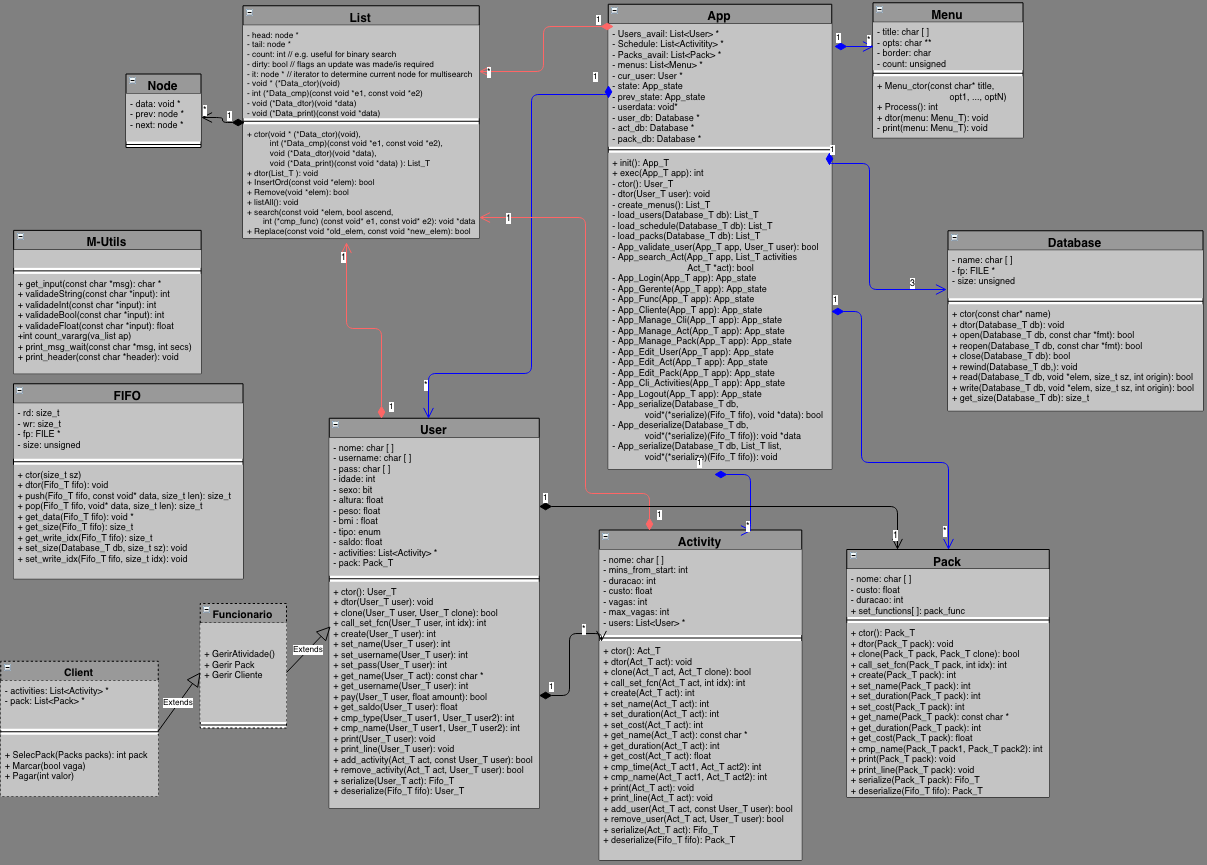 List
- head: node *
- tail: node *
- count: int // e.g. useful for binary search
- dirty: bool // flags an update was made/is required
- it: node * // iterator to determine current node for multisearch
- void * (*Data_ctor)(void)
- int (*Data_cmp)(const void *e1, const void *e2)
- void (*Data_dtor)(void *data)
- void (*Data_print)(const void *data)
+ ctor(void * (*Data_ctor)(void),
int (*Data_cmp)(const void *e1, const void *e2),
void (*Data_dtor)(void *data),
void (*Data_print)(const void *data) ): List_T
+ dtor(List_T ): void
+ InsertOrd(const void *elem): bool
+ Remove(void *elem): bool
+ listAll(): void
+ search(const void *elem, bool ascend,
int (*cmp_func) (const void* e1, const void* e2): void *data
+ Replace(const void *old_elem, const void *new_elem): bool
App
- Users_avail: List<User> *
- Schedule: List<Activitity> *
- Packs_avail: List<Pack> *
- menus: List<Menu> *
- cur_user: User *
- state: App_state
- prev_state: App_state
- userdata: void*
- user_db: Database *
- act_db: Database *
- pack_db: Database *
+ init(): App_T
+ exec(App_T app): int
- ctor(): User_T
- dtor(User_T user): void
- create_menus(): List_T
- load_users(Database_T db): List_T
- load_schedule(Database_T db): List_T
- load_packs(Database_T db): List_T
- App_validate_user(App_T app, User_T user): bool
- App_search_Act(App_T app, List_T activities
Act_T *act): bool
- App_Login(App_T app): App_state
- App_Gerente(App_T app): App_state
- App_Func(App_T app): App_state
- App_Cliente(App_T app): App_state
- App_Manage_Cli(App_T app): App_state
- App_Manage_Act(App_T app): App_state
- App_Manage_Pack(App_T app): App_state
- App_Edit_User(App_T app): App_state
- App_Edit_Act(App_T app): App_state
- App_Edit_Pack(App_T app): App_state
- App_Cli_Activities(App_T app): App_state
- App_Logout(App_T app): App_state
- App_serialize(Database_T db,
void*(*serialize)(Fifo_T fifo), void *data): bool
- App_deserialize(Database_T db,
void*(*serialize)(Fifo_T fifo)): void *data
- App_serialize(Database_T db, List_T list,
void*(*serialize)(Fifo_T fifo)): void
Menu
- title: char [ ]
- opts: char **
- border: char
- count: unsigned
+ Menu_ctor(const char* title,
opt1, ..., optN)
+ Process(): int
+ dtor(menu: Menu_T): void
- print(menu: Menu_T): void
Node
- data: void *
- prev: node *
- next: node *
M-Utils
+ get_input(const char *msg): char *
+ validadeString(const char *input): int
+ validadeInt(const char *input): int
+ validadeBool(const char *input): int
+ validadeFloat(const char *input): float
+int count_vararg(va_list ap)
+ print_msg_wait(const char *msg, int secs)
+ print_header(const char *header): void
Database
- name: char [ ]
- fp: FILE *
- size: unsigned
+ ctor(const char* name)
+ dtor(Database_T db): void
+ open(Database_T db, const char *fmt): bool
+ reopen(Database_T db, const char *fmt): bool
+ close(Database_T db): bool
+ rewind(Database_T db,): void
+ read(Database_T db, void *elem, size_t sz, int origin): bool
+ write(Database_T db, void *elem, size_t sz, int origin): bool
+ get_size(Database_T db): size_t
FIFO
- rd: size_t
- wr: size_t
- fp: FILE *
- size: unsigned
+ ctor(size_t sz)
+ dtor(Fifo_T fifo): void
+ push(Fifo_T fifo, const void* data, size_t len): size_t
+ pop(Fifo_T fifo, void* data, size_t len): size_t
+ get_data(Fifo_T fifo): void *
+ get_size(Fifo_T fifo): size_t
+ get_write_idx(Fifo_T fifo): size_t
+ set_size(Database_T db, size_t sz): void
+ set_write_idx(Fifo_T fifo, size_t idx): void
User
- nome: char [ ]
- username: char [ ]
- pass: char [ ]
- idade: int
- sexo: bit
- altura: float
- peso: float
- bmi : float
- tipo: enum
- saldo: float
- activities: List<Activity> *
- pack: Pack_T
+ ctor(): User_T
+ dtor(User_T user): void
+ clone(User_T user, User_T clone): bool
+ call_set_fcn(User_T user, int idx): int
+ create(User_T user): int
+ set_name(User_T user): int
+ set_username(User_T user): int
+ set_pass(User_T user): int
+ get_name(User_T act): const char *
+ get_username(User_T user): int
+ pay(User_T user, float amount): bool
+ get_saldo(User_T user): float
+ cmp_type(User_T user1, User_T user2): int
+ cmp_name(User_T user1, User_T user2): int
+ print(User_T user): void
+ print_line(User_T user): void
+ add_activity(Act_T act, const User_T user): bool
+ remove_activity(Act_T act, User_T user): bool
+ serialize(User_T act): Fifo_T
+ deserialize(Fifo_T fifo): User_T
Activity
- nome: char [ ]
- mins_from_start: int
- duracao: int
- custo: float
- vagas: int
- max_vagas: int
- users: List<User> *
+ ctor(): Act_T
+ dtor(Act_T act): void
+ clone(Act_T act, Act_T clone): bool
+ call_set_fcn(Act_T act, int idx): int
+ create(Act_T act): int
+ set_name(Act_T act): int
+ set_duration(Act_T act): int
+ set_cost(Act_T act): int
+ get_name(Act_T act): const char *
+ get_duration(Act_T act): int
+ get_cost(Act_T act): float
+ cmp_time(Act_T act1, Act_T act2): int
+ cmp_name(Act_T act1, Act_T act2): int
+ print(Act_T act): void
+ print_line(Act_T act): void
+ add_user(Act_T act, const User_T user): bool
+ remove_user(Act_T act, User_T user): bool
+ serialize(Act_T act): Fifo_T
+ deserialize(Fifo_T fifo): Pack_T
Pack
- nome: char [ ]
- custo: float
- duracao: int
+ set_functions[ ]: pack_func
+ ctor(): Pack_T
+ dtor(Pack_T pack): void
+ clone(Pack_T pack, Pack_T clone): bool
+ call_set_fcn(Pack_T pack, int idx): int
+ create(Pack_T pack): int
+ set_name(Pack_T pack): int
+ set_duration(Pack_T pack): int
+ set_cost(Pack_T pack): int
+ get_name(Pack_T pack): const char *
+ get_duration(Pack_T pack): int
+ get_cost(Pack_T pack): float
+ cmp_name(Pack_T pack1, Pack_T pack2): int
+ print(Pack_T pack): void
+ print_line(Pack_T pack): void
+ serialize(Pack_T pack): Fifo_T
+ deserialize(Fifo_T fifo): Pack_T
Funcionario
+ GerirAtividade()
+ Gerir Pack
+ Gerir Cliente
Extends
Client
- activities: List<Activity> *
- pack: List<Pack> *
+ SelecPack(Packs packs): int pack
+ Marcar(bool vaga)
+ Pagar(int valor)
Extends
1
*
1
*
1
*
1
*
1
3
1
*
1
*
1
1
1
1
1
1
1
*